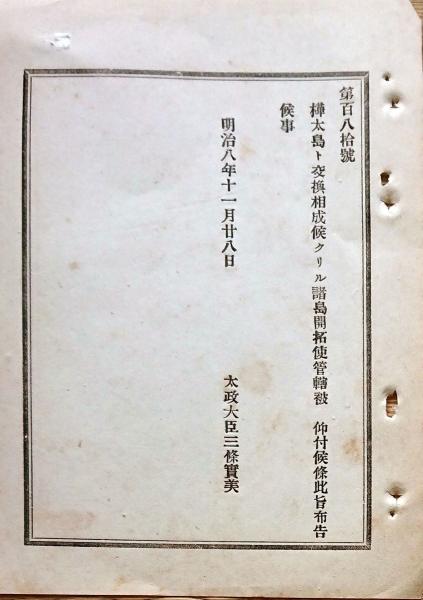 第百八拾號
樺太島ト交換相成候クリル諸島開拓使管轄被　仰付候條此旨布告
候事
明治八年十一月廿八日
太政大臣三條實美